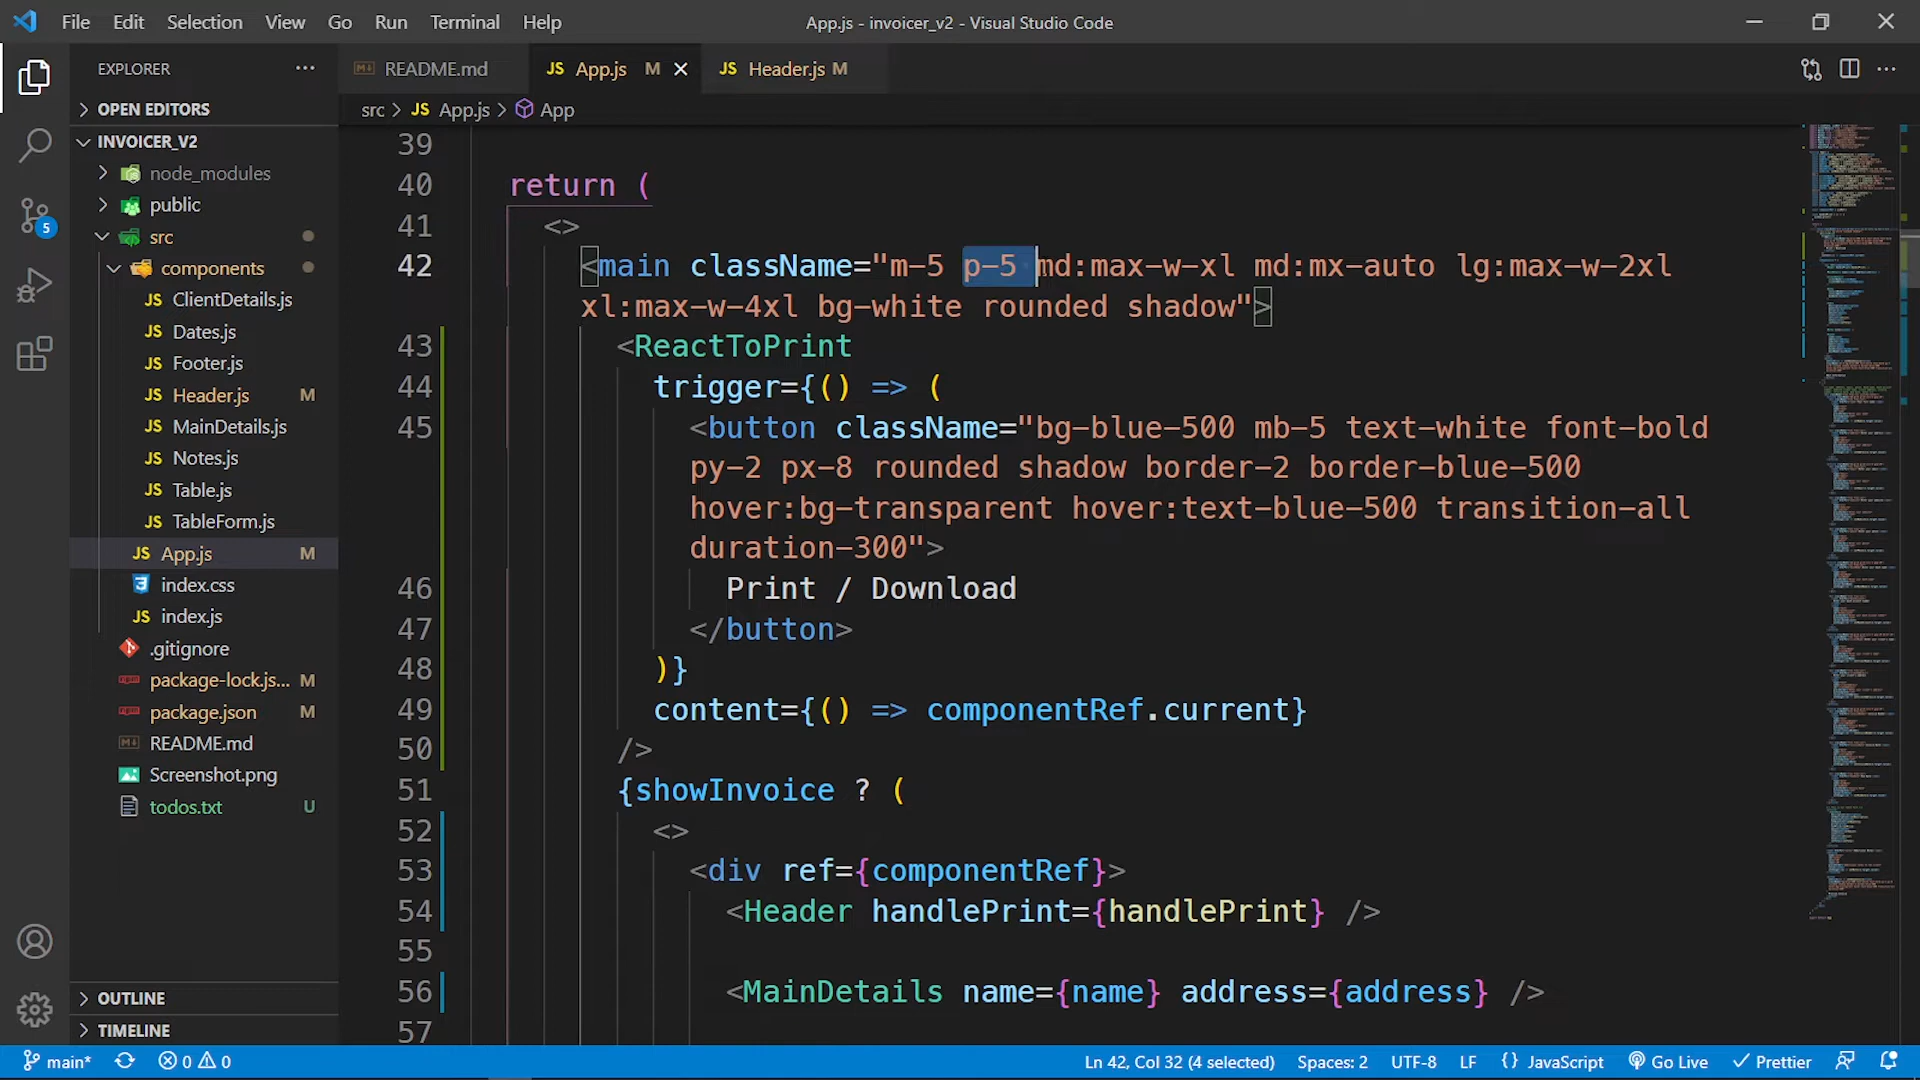 File Edit Selection View Go Run Terminal Help
App.js - invoicer_v2 - Visual Studio Code
EXPLORER
OPEN EDITORS
INVOICER_V2
node_modules
public
src
components
JS ClientDetails.js
JS Dates.js
JS Footer.js
JS Header.js M
JS MainDetails.js
JS Notes.js
JS Table.js
JS TableForm.js
JS App.js M
index.css
JS index.js
.gitignore
package-lock.js... M
package.json M
README.md
Screenshot.png
todos.txt U
OUTLINE
TIMELINE
5
README.md
JS App.js M
JS Header.js M
src > JS App.js > App
39
40 return (
41 <>
42 <main className="m-5 p-5 md:max-w-xl md:mx-auto lg:max-w-2xl
xl:max-w-4xl bg-white rounded shadow">
43 <ReactToPrint
44 trigger={() => (
45 <button className="bg-blue-500 mb-5 text-white font-bold
py-2 px-8 rounded shadow border-2 border-blue-500
hover:bg-transparent hover:text-blue-500 transition-all
duration-300">
46 Print / Download
47 </button>
48 )}
49 content={() => componentRef.current}
50 />
51 {showInvoice ? (
52 <>
53 <div ref={componentRef}>
54 <Header handlePrint={handlePrint} />
55
56 <MainDetails name={name} address={address} />
57
main* 0 0
Ln 42, Col 32 (4 selected) Spaces: 2 UTF-8 LF {} JavaScript Go Live Prettier